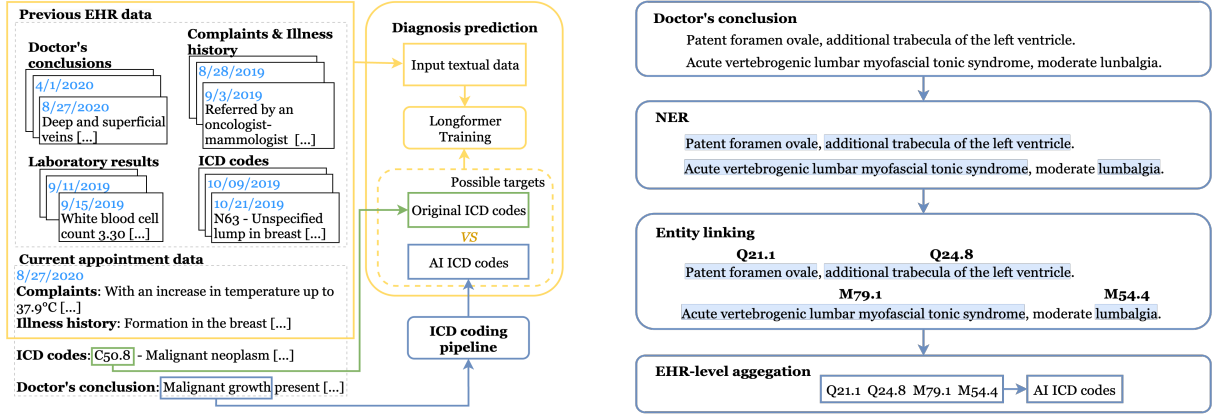 Previous EHR data
Doctor's
conclusions
4/1/2020
8/27/2020
Deep and superficial
veins [...]
Complaints & Illness
history
8/28/2019
9/3/2019
Referred by an
oncologist-
mammologist [...]
Laboratory results
9/11/2019
9/15/2019
White blood cell
count 3.30 [...]
ICD codes
10/09/2019
10/21/2019
N63 - Unspecified
lump in breast [...]
Current appointment data
8/27/2020
Complaints: With an increase in temperature up to
37.9°C [...]
Illness history: Formation in the breast [...]
ICD codes: C50.8 - Malignant neoplasm [...]
Doctor's conclusion: Malignant growth present [...]
Diagnosis prediction
Input textual data
Longformer
Training
Possible targets
Original ICD codes
VS
AI ICD codes
ICD coding
pipeline
Doctor's conclusion
Patent foramen ovale, additional trabecula of the left ventricle.
Acute vertebrogenic lumbar myofascial tonic syndrome, moderate lunbalgia.
NER
Patent foramen ovale, additional trabecula of the left ventricle.
Acute vertebrogenic lumbar myofascial tonic syndrome, moderate lumbalgia.
Entity linking
Q21.1 Q24.8
Patent foramen ovale, additional trabecula of the left ventricle.
M79.1 M54.4
Acute vertebrogenic lumbar myofascial tonic syndrome, moderate lumbalgia.
EHR-level aggegation
Q21.1 Q24.8 M79.1 M54.4
AI ICD codes